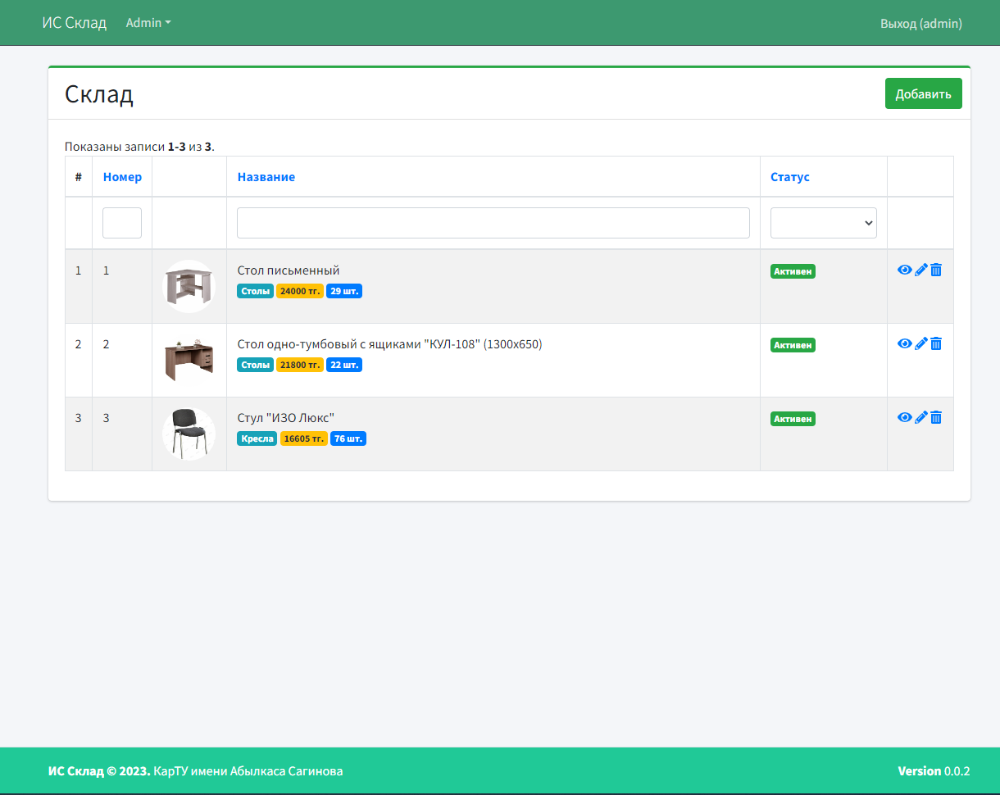 ИС Склад Admin Выход (admin)
Склад Добавить
Показаны записи 1-3 из 3.
# Номер Название Статус
1 1 Стол письменный Активен
Столы 24000 тг. 29 шт.
2 2 Стол одно-тумбовый с ящиками "КУЛ-108" (1300х650) Активен
Столы 21800 тг. 22 шт.
3 3 Стул "ИЗО Люкс" Активен
Кресла 16605 тг. 76 шт.
ИС Склад © 2023. КарТУ имени Абылкаса Сагинова Version 0.0.2